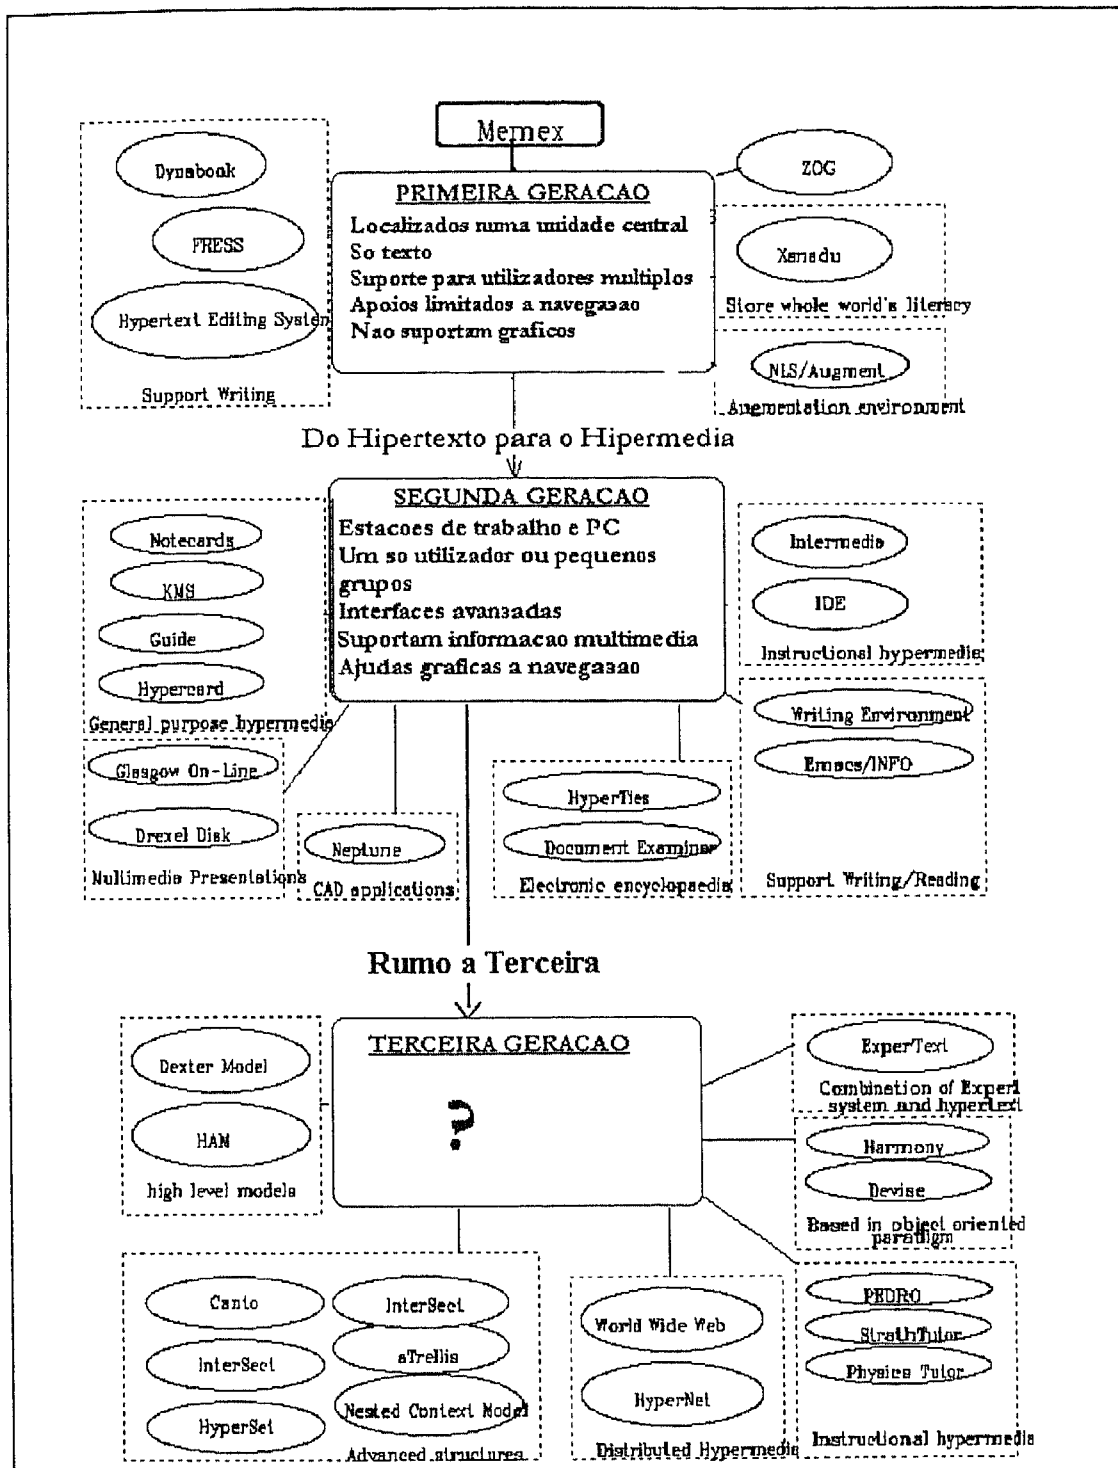 Memex
Dynabook
FRESS
Hypertext Editing System
Support Writing
PRIMEIRA GERACAO
Localizados numa unidade central
So texto
Suporte para utilizadores multiplos
Apoios limitados a navegaзao
Nao suportam graficos
ZOG
Xanadu
Store whole world's literacy
NLS/Augment
Augmentation environment
Do Hipertexto para o Hipermedia
SEGUNDA GERACAO
Estacoes de trabalho e PC
Um so utilizador ou pequenos
grupos
Interfaces avanзadas
Suportam informacao multimedia
Ajudas graficas a navegaзao
Notecards
KMS
Guide
Hypercard
General purpose hypermedia
Glasgow On-Line
Drexel Disk
Multimedia Presentations
Neptune
CAD applications
HyperTies
Document Examiner
Electronic encyclopaedia
Intermedia
IDE
Instructional hypermedia
Writing Environment
Emacs/INFO
Support Writing/Reading
Rumo a Terceira
TERCEIRA GERACAO
?
Dexter Model
HAM
high level models
ExperText
Combination of Expert
system and hypertext
Harmony
Devise
Based in object oriented
paradigm
Canto
InterSect
HyperSet
InterSect
aTrellis
Nested Context Model
Advanced structures
World Wide Web
HyperNet
Distributed Hypermedia
PEDRO
StrathTutor
Physics Tutor
Instructional hypermedia